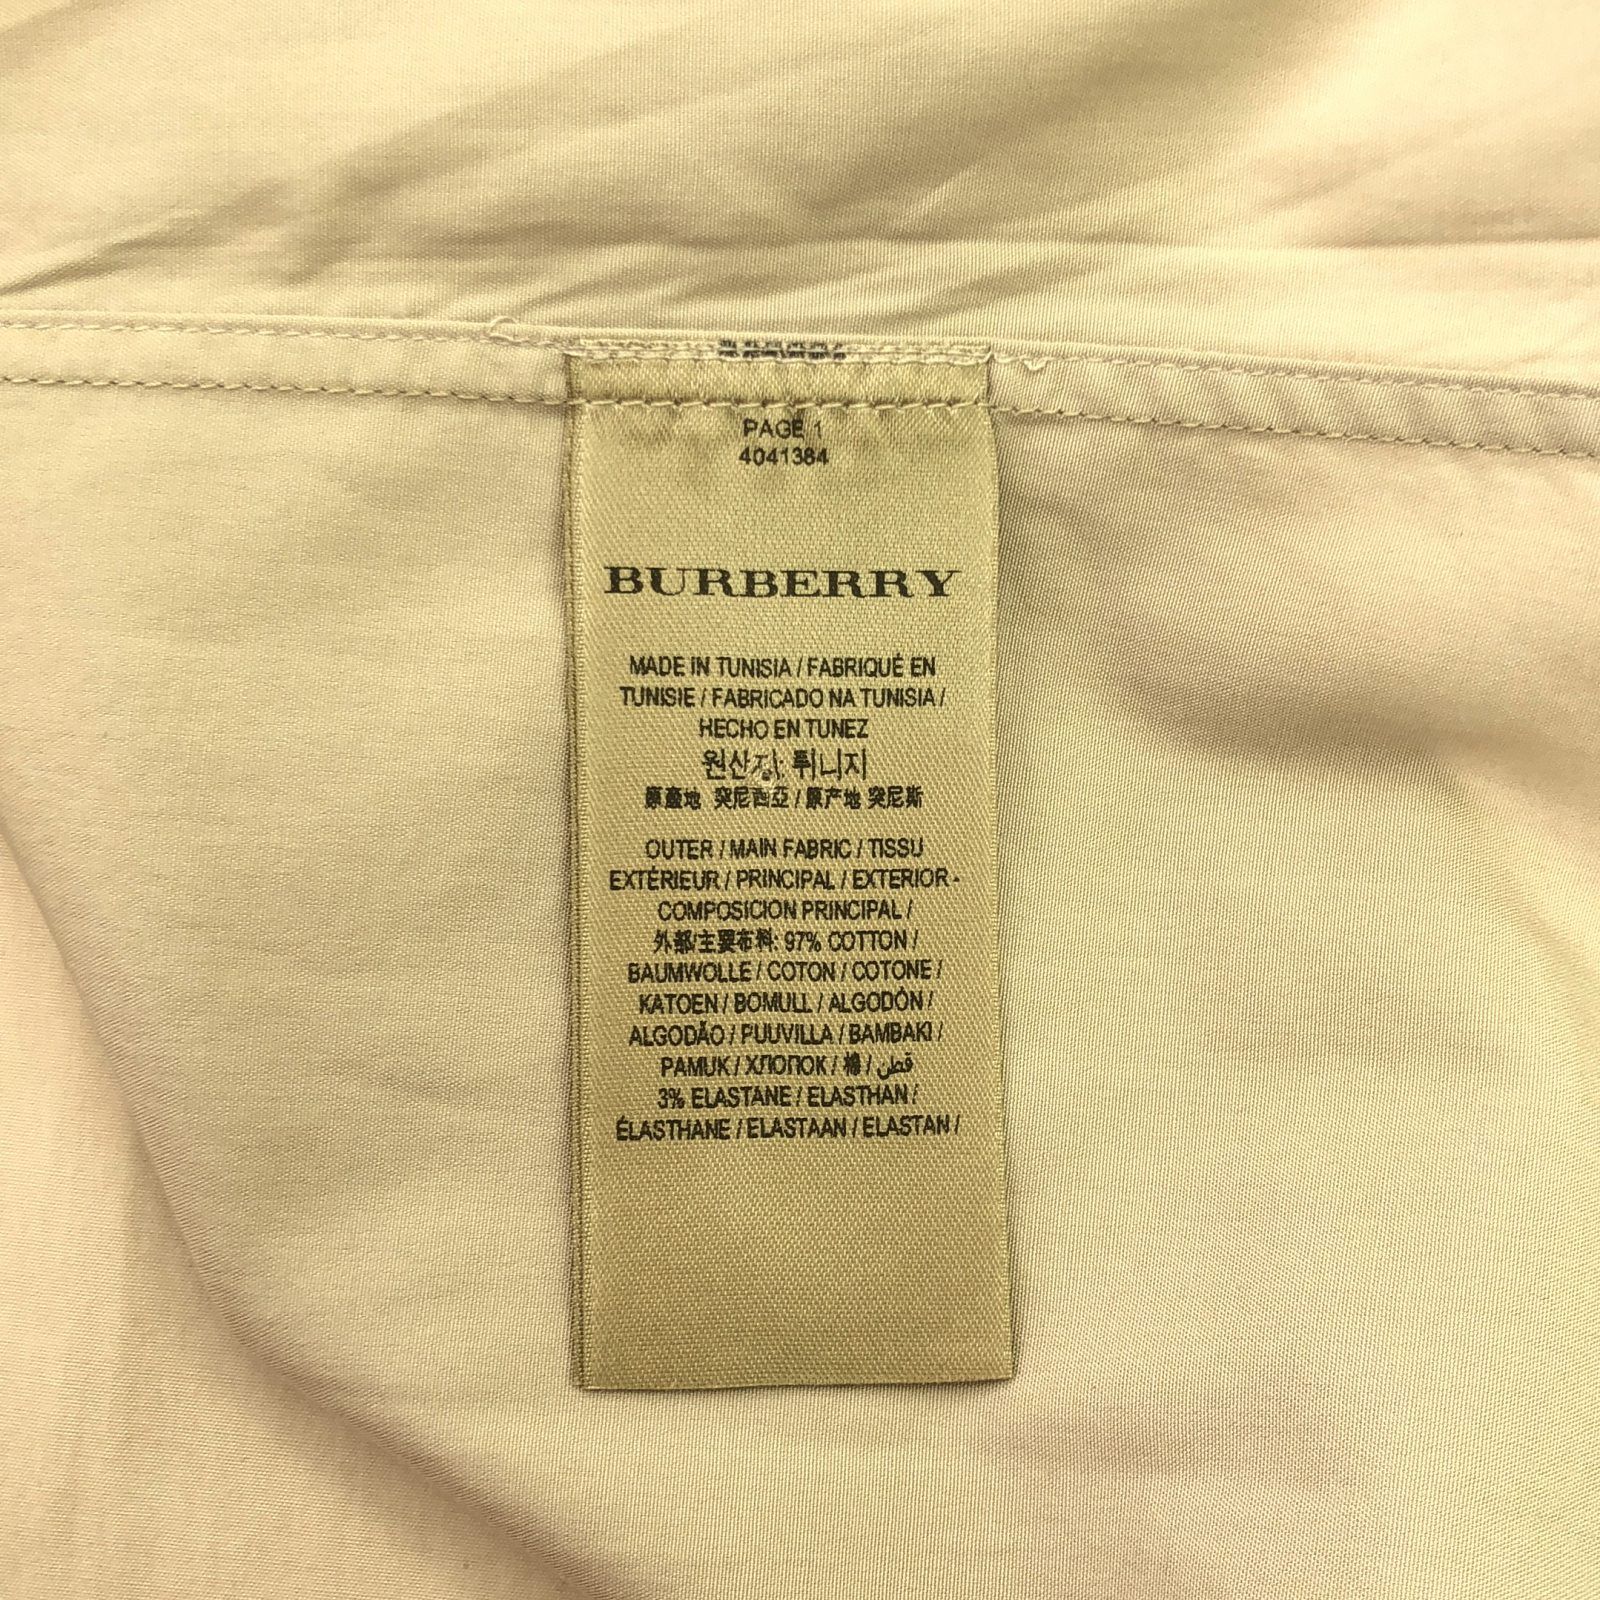 PAGE 1
4041384
BURBERRY
MADE IN TUNISIA / FABRIQUÉ EN
TUNISIE / FABRICADO NA TUNISIA /
HECHO EN TUNEZ
원산지: 튀니지
原產地 突尼西亞 / 原产地 突尼斯
OUTER / MAIN FABRIC / TISSU
EXTÉRIEUR / PRINCIPAL / EXTERIOR -
COMPOSICION PRINCIPAL /
外部/主要布料: 97% COTTON /
BAUMWOLLE / COTON / COTONE /
KATOEN / BOMULL / ALGODÓN /
ALGODÃO / PUUVILLA / BAMBAKI /
PAMUK / ХЛОПОК / 棉 / قطن
3% ELASTANE / ELASTHAN /
ÉLASTHANE / ELASTAAN / ELASTAN /